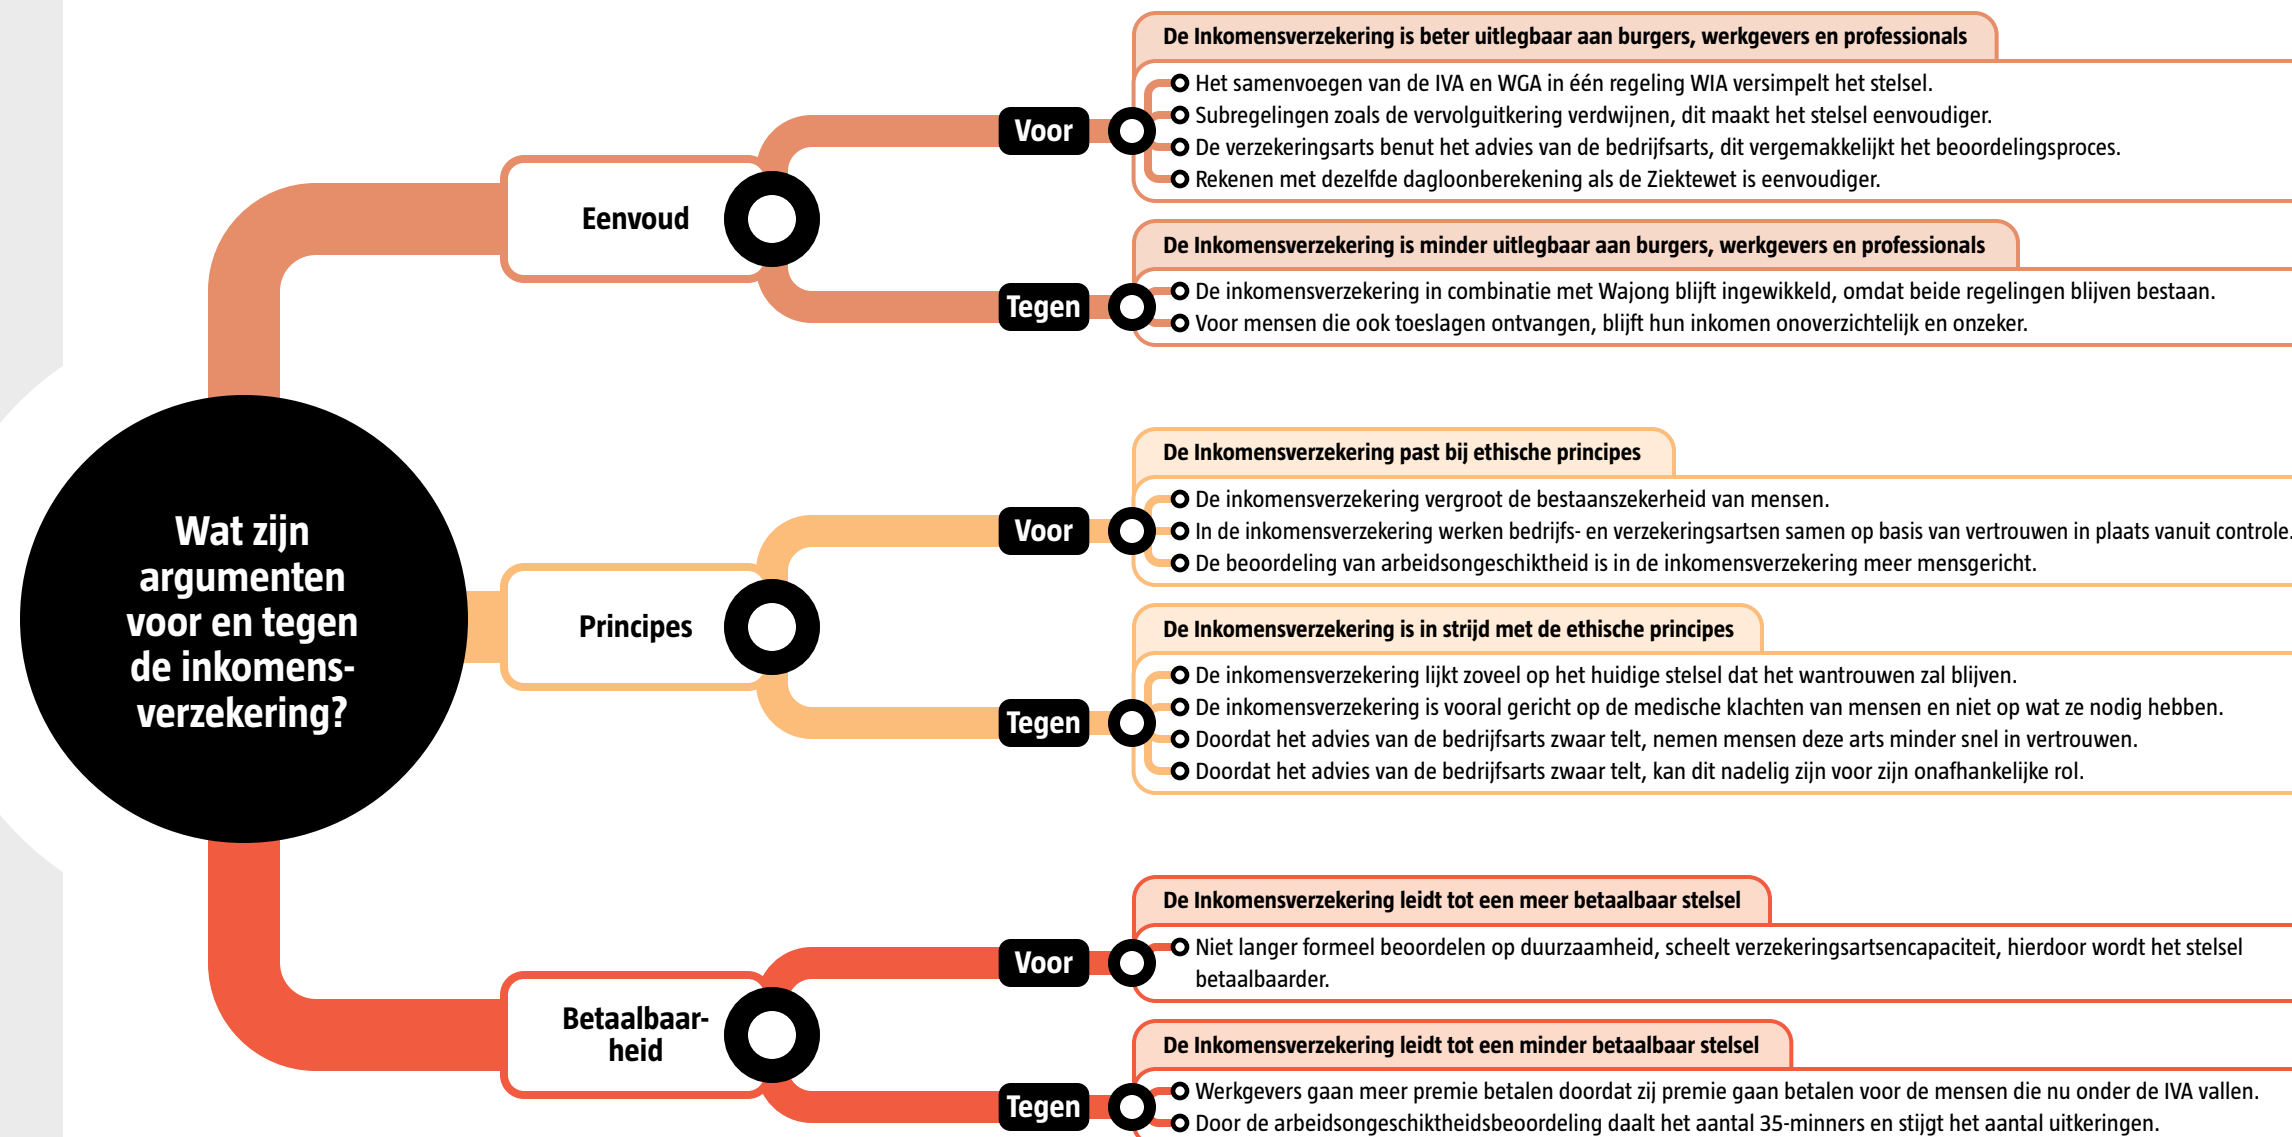 Wat zijn
argumenten
voor en tegen
de inkomens-
verzekering?
Eenvoud
Voor
De Inkomensverzekering is beter uitlegbaar aan burgers, werkgevers en professionals
Het samenvoegen van de IVA en WGA in één regeling WIA versimpelt het stelsel.
Subregelingen zoals de vervolguitkering verdwijnen, dit maakt het stelsel eenvoudiger.
De verzekeringsarts benut het advies van de bedrijfsarts, dit vergemakkelijkt het beoordelingsproces.
Rekenen met dezelfde dagloonberekening als de Ziektewet is eenvoudiger.
Tegen
De Inkomensverzekering is minder uitlegbaar aan burgers, werkgevers en professionals
De inkomensverzekering in combinatie met Wajong blijft ingewikkeld, omdat beide regelingen blijven bestaan.
Voor mensen die ook toeslagen ontvangen, blijft hun inkomen onoverzichtelijk en onzeker.
Principes
Voor
De Inkomensverzekering past bij ethische principes
De inkomensverzekering vergroot de bestaanszekerheid van mensen.
In de inkomensverzekering werken bedrijfs- en verzekeringsartsen samen op basis van vertrouwen in plaats vanuit controle.
De beoordeling van arbeidsongeschiktheid is in de inkomensverzekering meer mensgericht.
Tegen
De Inkomensverzekering is in strijd met de ethische principes
De inkomensverzekering lijkt zoveel op het huidige stelsel dat het wantrouwen zal blijven.
De inkomensverzekering is vooral gericht op de medische klachten van mensen en niet op wat ze nodig hebben.
Doordat het advies van de bedrijfsarts zwaar telt, nemen mensen deze arts minder snel in vertrouwen.
Doordat het advies van de bedrijfsarts zwaar telt, kan dit nadelig zijn voor zijn onafhankelijke rol.
Betaalbaar-
heid
Voor
De Inkomensverzekering leidt tot een meer betaalbaar stelsel
Niet langer formeel beoordelen op duurzaamheid, scheelt verzekeringsartsencapaciteit, hierdoor wordt het stelsel
betaalbaarder.
Tegen
De Inkomensverzekering leidt tot een minder betaalbaar stelsel
Werkgevers gaan meer premie betalen doordat zij premie gaan betalen voor de mensen die nu onder de IVA vallen.
Door de arbeidsongeschiktheidsbeoordeling daalt het aantal 35-minners en stijgt het aantal uitkeringen.